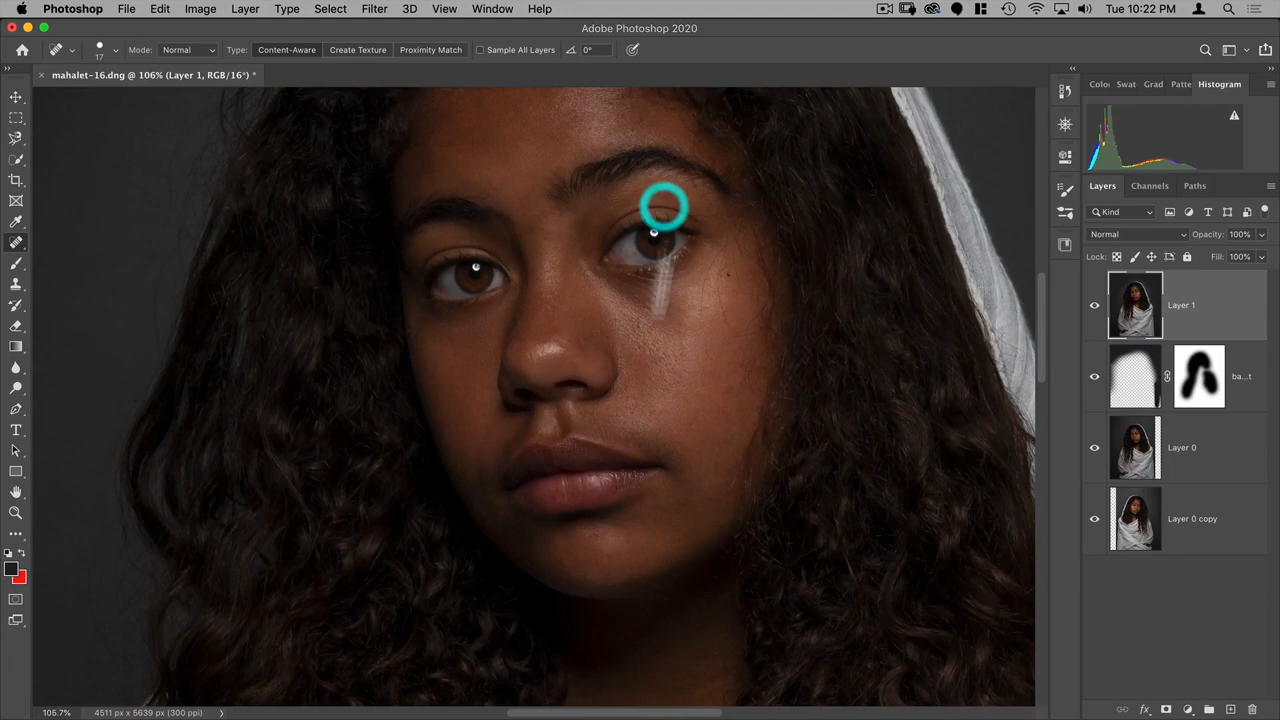 Photoshop File Edit Image Layer Type Select Filter 3D View Window Help Tue 10:22 PM
Adobe Photoshop 2020
17 Mode: Normal Type: Content-Aware Create Texture Proximity Match Sample All Layers 0°
× mahalet-16.dng @ 106% (Layer 1, RGB/16*) *
Color Swat Grad Patte Histogram
Layers Channels Paths
Kind
Normal Opacity: 100%
Lock: Fill: 100%
Layer 1
ba...t
Layer 0
Layer 0 copy
105.7% 4511 px x 5639 px (300 ppi)
fx